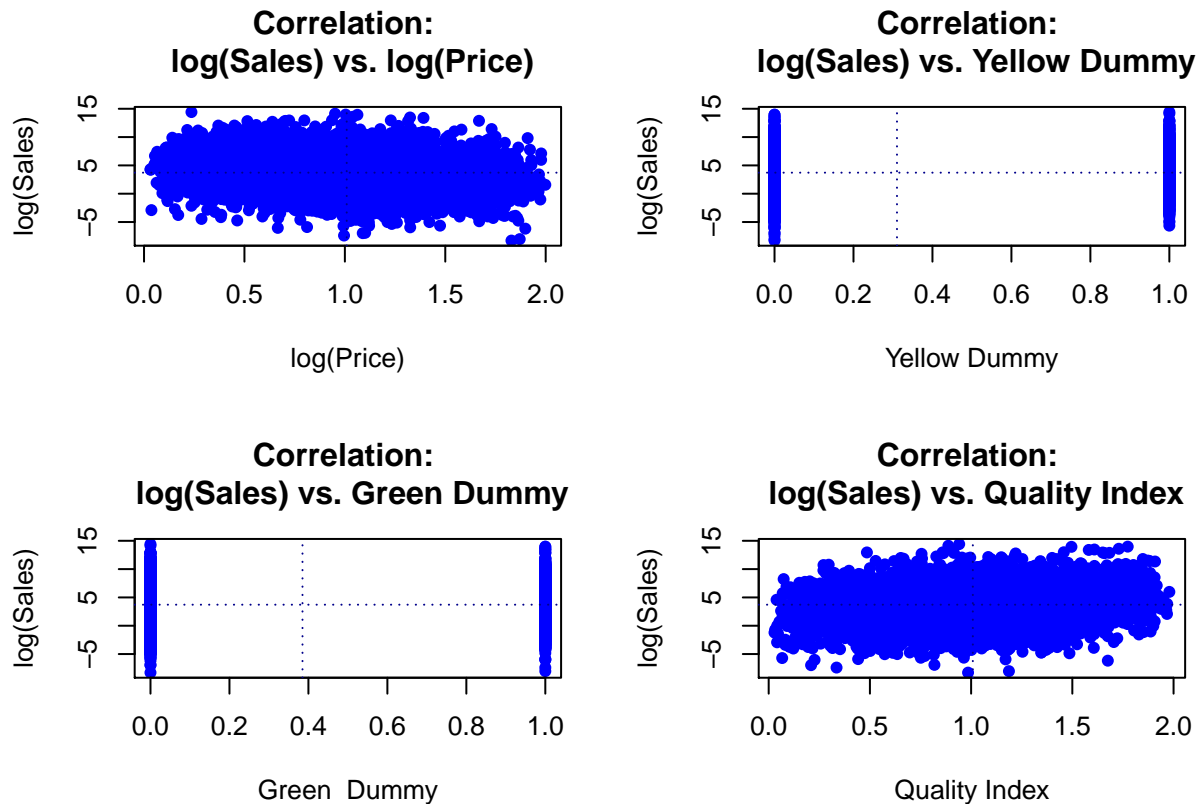 Correlation:
log(Sales) vs. log(Price)
log(Sales)
15
5
−5
0.0 0.5 1.0 1.5 2.0
log(Price)
Correlation:
log(Sales) vs. Yellow Dummy
log(Sales)
15
5
−5
0.0 0.2 0.4 0.6 0.8 1.0
Yellow Dummy
Correlation:
log(Sales) vs. Green Dummy
log(Sales)
15
5
−5
0.0 0.2 0.4 0.6 0.8 1.0
Green  Dummy
Correlation:
log(Sales) vs. Quality Index
log(Sales)
15
5
−5
0.0 0.5 1.0 1.5 2.0
Quality Index